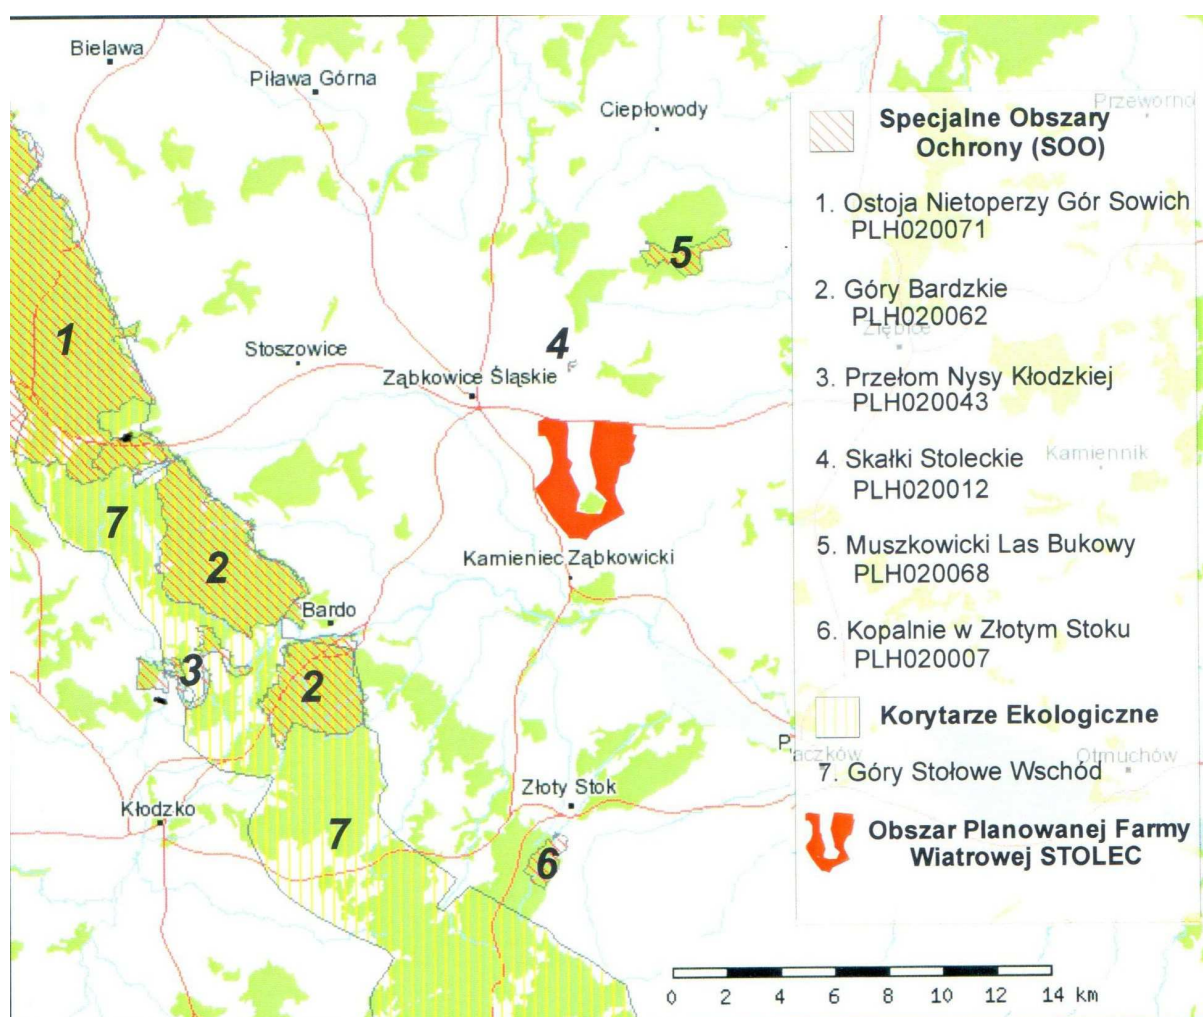 Bielawa
Piława Górna
Ciepłowody
Przeworno
Stoszowice
Ząbkowice Śląskie
Ziębice
Kamiennik
Kamieniec Ząbkowicki
Bardo
Złoty Stok
Kłodzko
Paczków
Otmuchów
1
2
2
3
4
5
6
7
7
Specjalne Obszary
Ochrony (SOO)
1. Ostoja Nietoperzy Gór Sowich
PLH020071
2. Góry Bardzkie
PLH020062
3. Przełom Nysy Kłodzkiej
PLH020043
4. Skałki Stoleckie
PLH020012
5. Muszkowicki Las Bukowy
PLH020068
6. Kopalnie w Złotym Stoku
PLH020007
Korytarze Ekologiczne
7. Góry Stołowe Wschód
Obszar Planowanej Farmy
Wiatrowej STOLEC
0 2 4 6 8 10 12 14 km